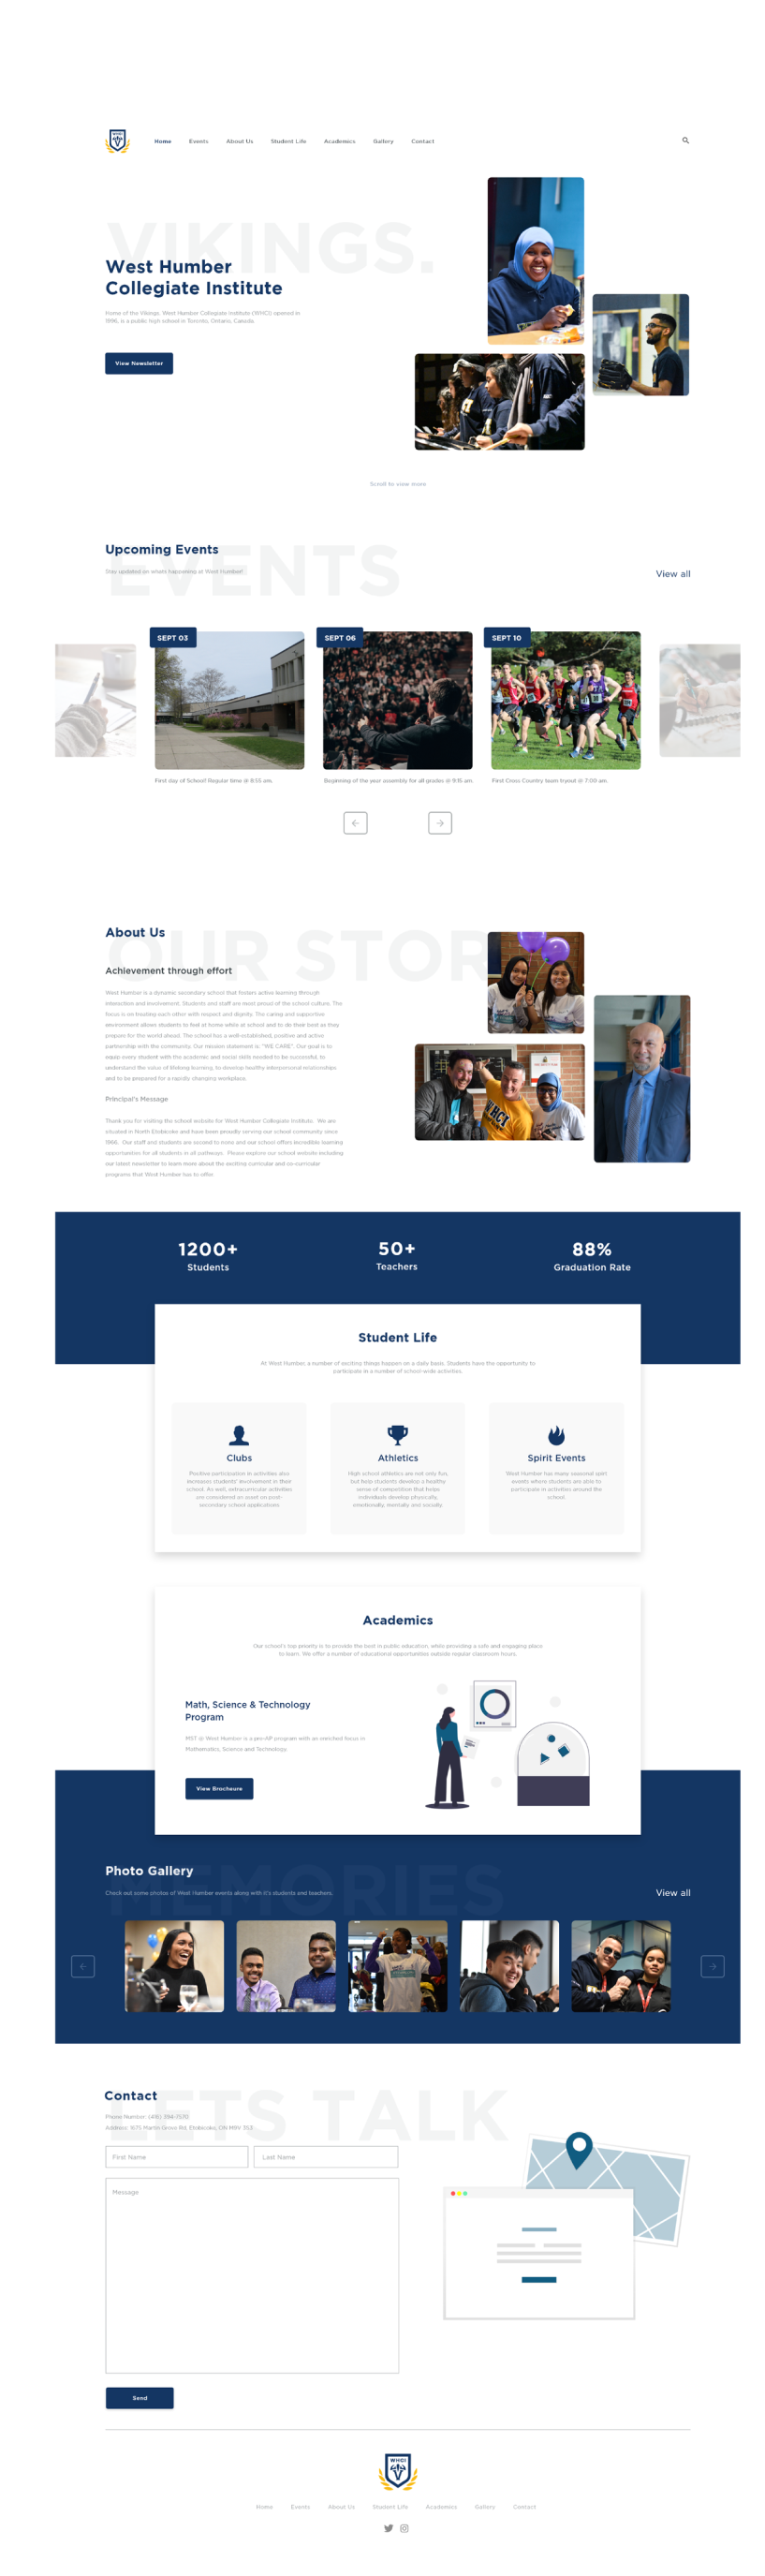 WHCI
Home Events About Us Student Life Academics Gallery Contact
VIKINGS.
West Humber
Collegiate Institute
Home of the Vikings, West Humber Collegiate Institute (WHCI) opened in
1966, is a public high school in Toronto, Ontario, Canada.
View Newsletter
Scroll to view more
EVENTS
Upcoming Events
Stay updated on whats happening at West Humber!
View all
SEPT 03
SEPT 06
SEPT 10
First day of School! Regular time @ 8:55 am.
Beginning of the year assembly for all grades @ 9:15 am.
First Cross Country team tryout @ 7:00 am.
OUR STOR
About Us
Achievement through effort
West Humber is a dynamic secondary school that fosters active learning through
interaction and involvement. Students and staff are most proud of the school culture. The
focus is on treating each other with respect and dignity. The caring and supportive
environment allows students to feel at home while at school and to do their best as they
prepare for the world ahead. The school has a well-established, positive and active
partnership with the community. Our mission statement is: "WE CARE". Our goal is to
equip every student with the academic and social skills needed to be successful, to
understand the value of lifelong learning, to develop healthy interpersonal relationships
and to be prepared for a rapidly changing workplace.
Principal's Message
Thank you for visiting the school website for West Humber Collegiate Institute. We are
situated in North Etobicoke and have been proudly serving our school community since
1966. Our staff and students are second to none and our school offers incredible learning
opportunities for all students in all pathways. Please explore our school website including
our latest newsletter to learn more about the exciting curricular and co-curricular
programs that West Humber has to offer.
WHCI
1200+
Students
50+
Teachers
88%
Graduation Rate
Student Life
At West Humber, a number of exciting things happen on a daily basis. Students have the opportunity to
participate in a number of school-wide activities.
Clubs
Positive participation in activities also
increases students' involvement in their
school. As well, extracurricular activities
are considered an asset on post-
secondary school applications.
Athletics
High school athletics are not only fun,
but help students develop a healthy
sense of competition that helps
individuals develop physically,
emotionally, mentally and socially.
Spirit Events
West Humber has many seasonal spirit
events where students are able to
participate in activities around the
school.
Academics
Our school's top priority is to provide the best in public education, while providing a safe and engaging place
to learn. We offer a number of educational opportunities outside regular classroom hours.
Math, Science & Technology
Program
MST @ West Humber is a pre-AP program with an enriched focus in
Mathematics, Science and Technology.
View Brocheure
MEMORIES
Photo Gallery
Check out some photos of West Humber events along with it's students and teachers.
View all
LETS TALK
Contact
Phone Number: (416) 394-7570
Address: 1675 Martin Grove Rd, Etobicoke, ON M9V 3S3
First Name
Last Name
Message
Send
WHCI
Home Events About Us Student Life Academics Gallery Contact